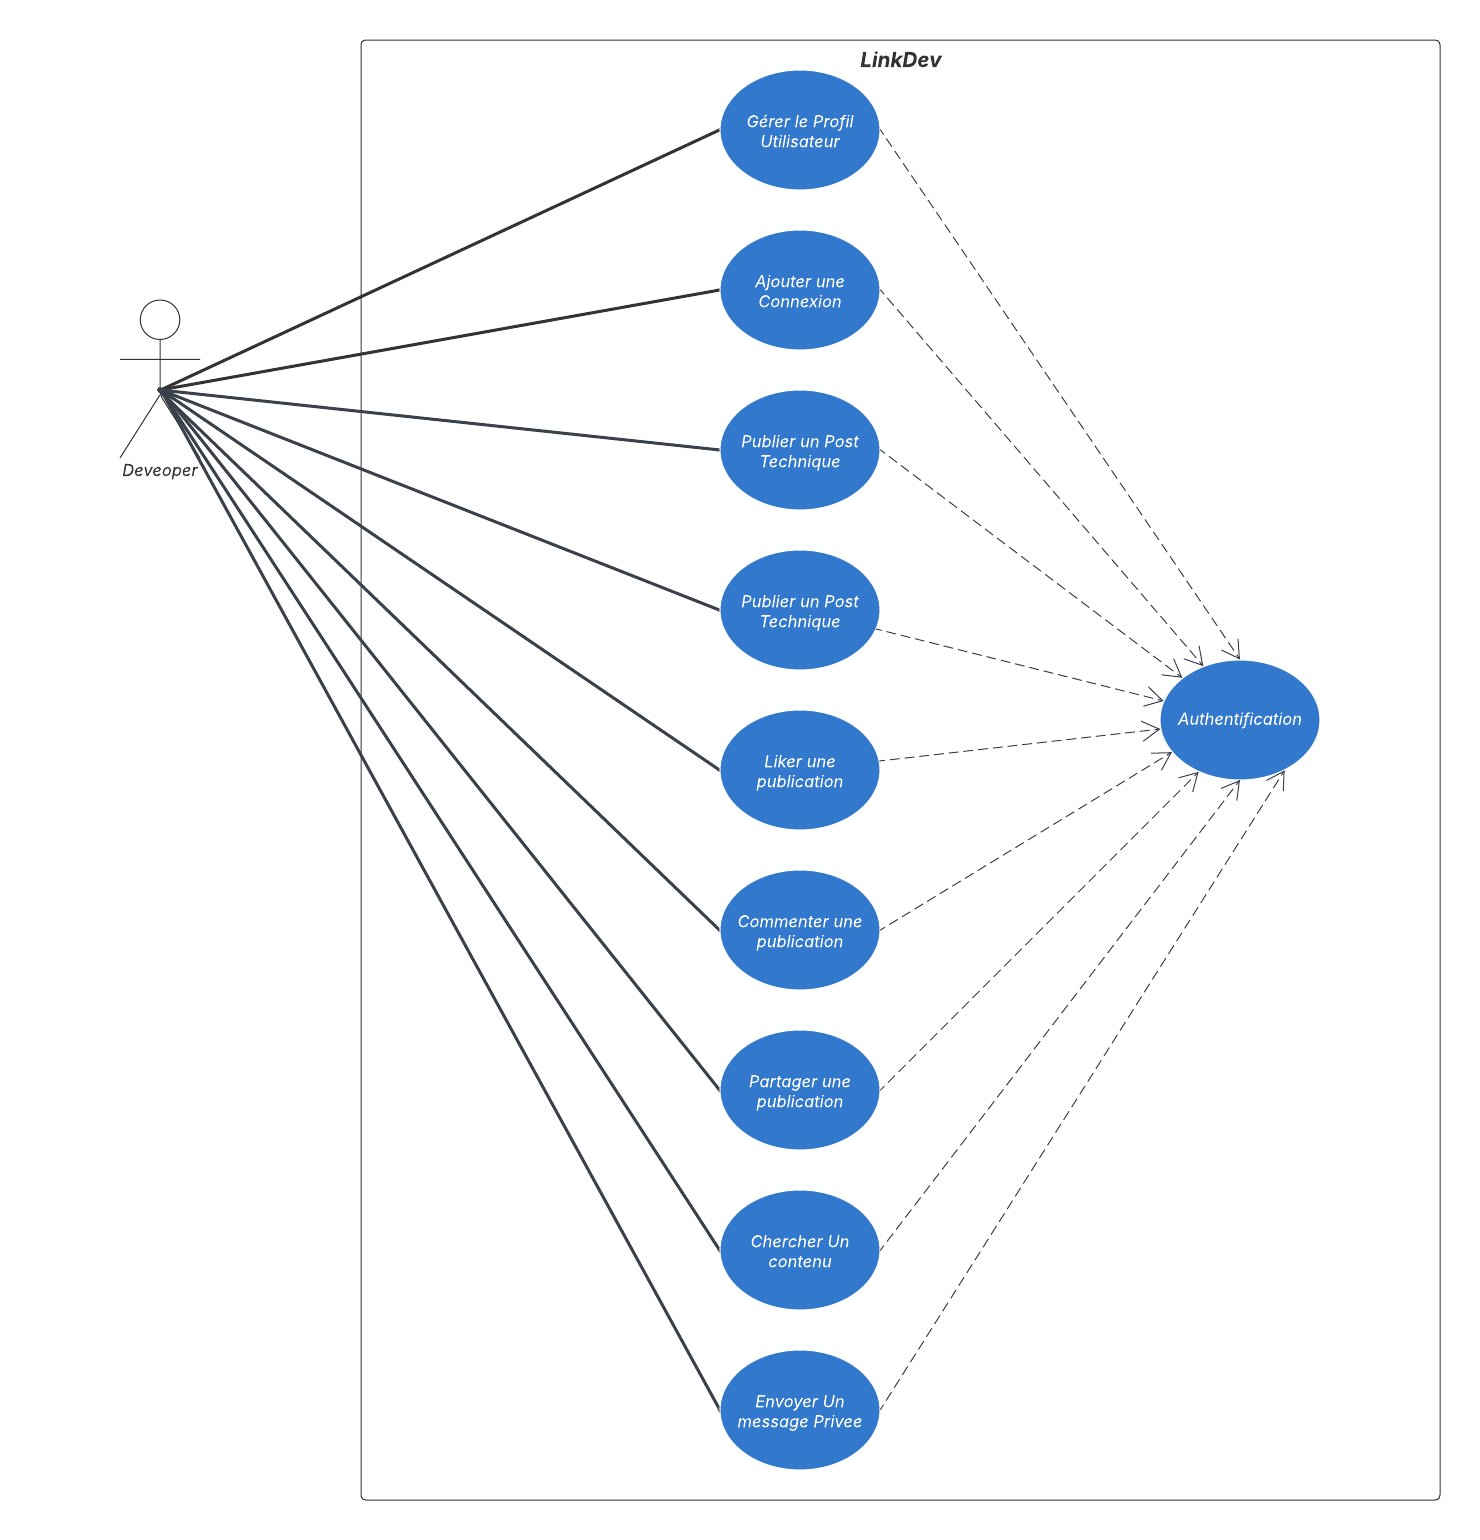 LinkDev
Gérer le Profil
Utilisateur
Ajouter une
Connexion
Deveoper
Publier un Post
Technique
Publier un Post
Technique
Authentification
Liker une
publication
Commenter une
publication
Partager une
publication
Chercher Un
contenu
Envoyer Un
message Privee